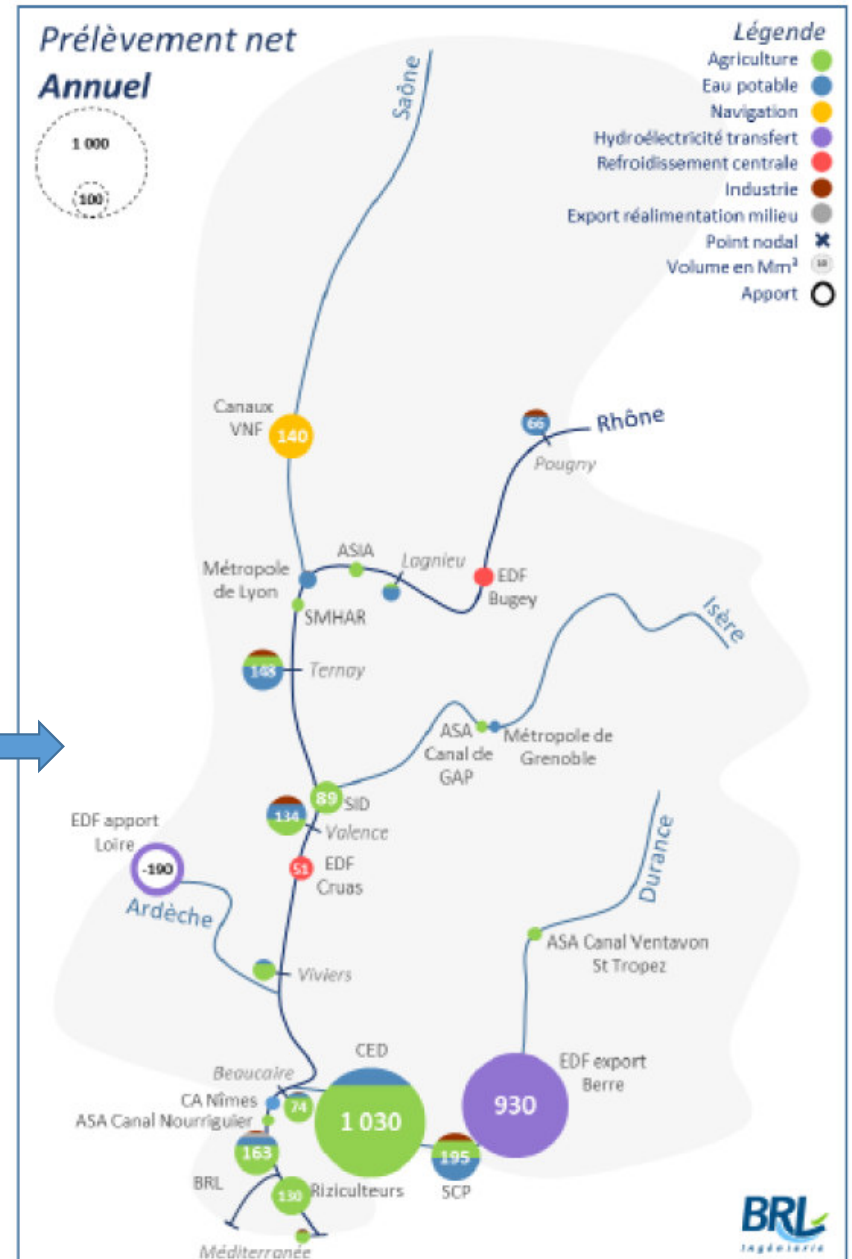 Prélèvement net
Annuel
1 000
100
Légende
Agriculture
Eau potable
Navigation
Hydroélectricité transfert
Refroidissement centrale
Industrie
Export réalimentation milieu
Point nodal
Volume en Mm³
Apport
Saône
Canaux
VNF
140
66
Rhône
Pougny
ASIA
Lagnieu
Métropole
de Lyon
EDF
Bugey
SMHAR
Isère
148
Ternay
ASA
Canal de
GAP
Métropole de
Grenoble
89
SID
134
Valence
EDF apport
Loire
-190
51
EDF
Cruas
Ardèche
Durance
ASA Canal Ventavon
St Tropez
Viviers
CED
EDF export
Berre
Beaucaire
CA Nîmes
74
ASA Canal Nourriguier
1 030
930
163
195
BRL
130
Riziculteurs
SCP
Méditerranée
BRL
Ingénierie